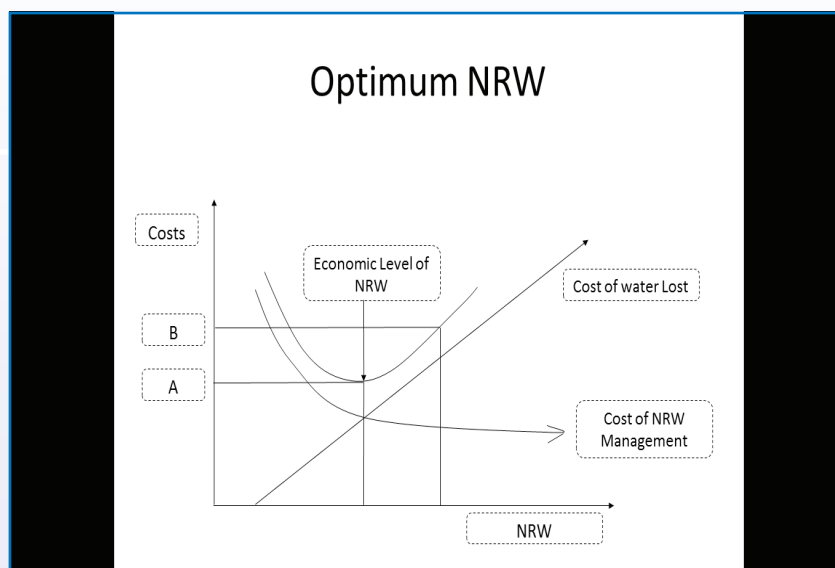 Optimum NRW
Costs
Economic Level of
NRW
Cost of water Lost
B
A
Cost of NRW
Management
NRW